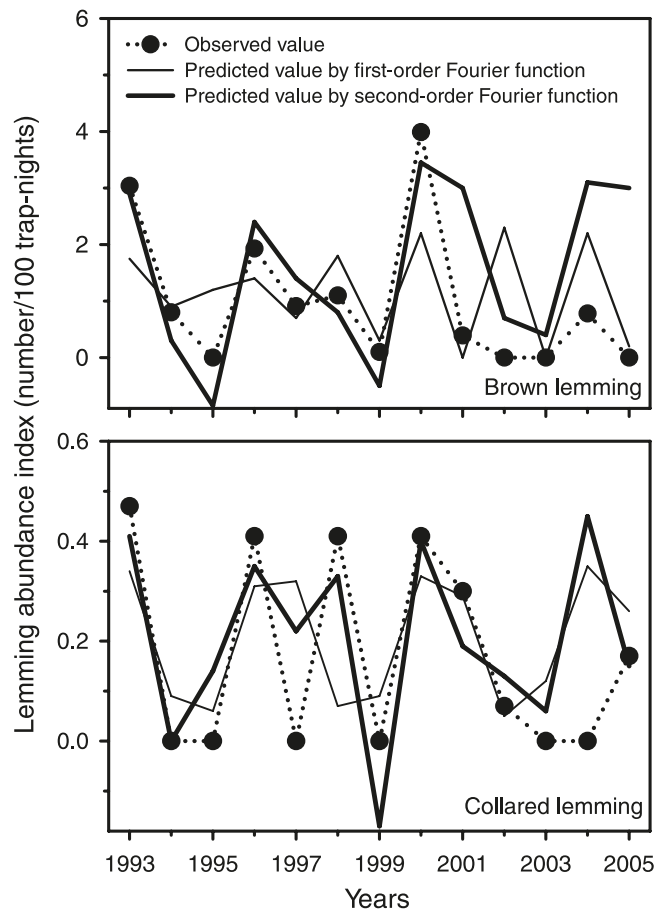 6
Observed value
Predicted value by first-order Fourier function
Predicted value by second-order Fourier function
4
2
0
Brown lemming
Lemming abundance index (number/100 trap-nights)
0.6
0.4
0.2
0.0
Collared lemming
1993 1995 1997 1999 2001 2003 2005
Years